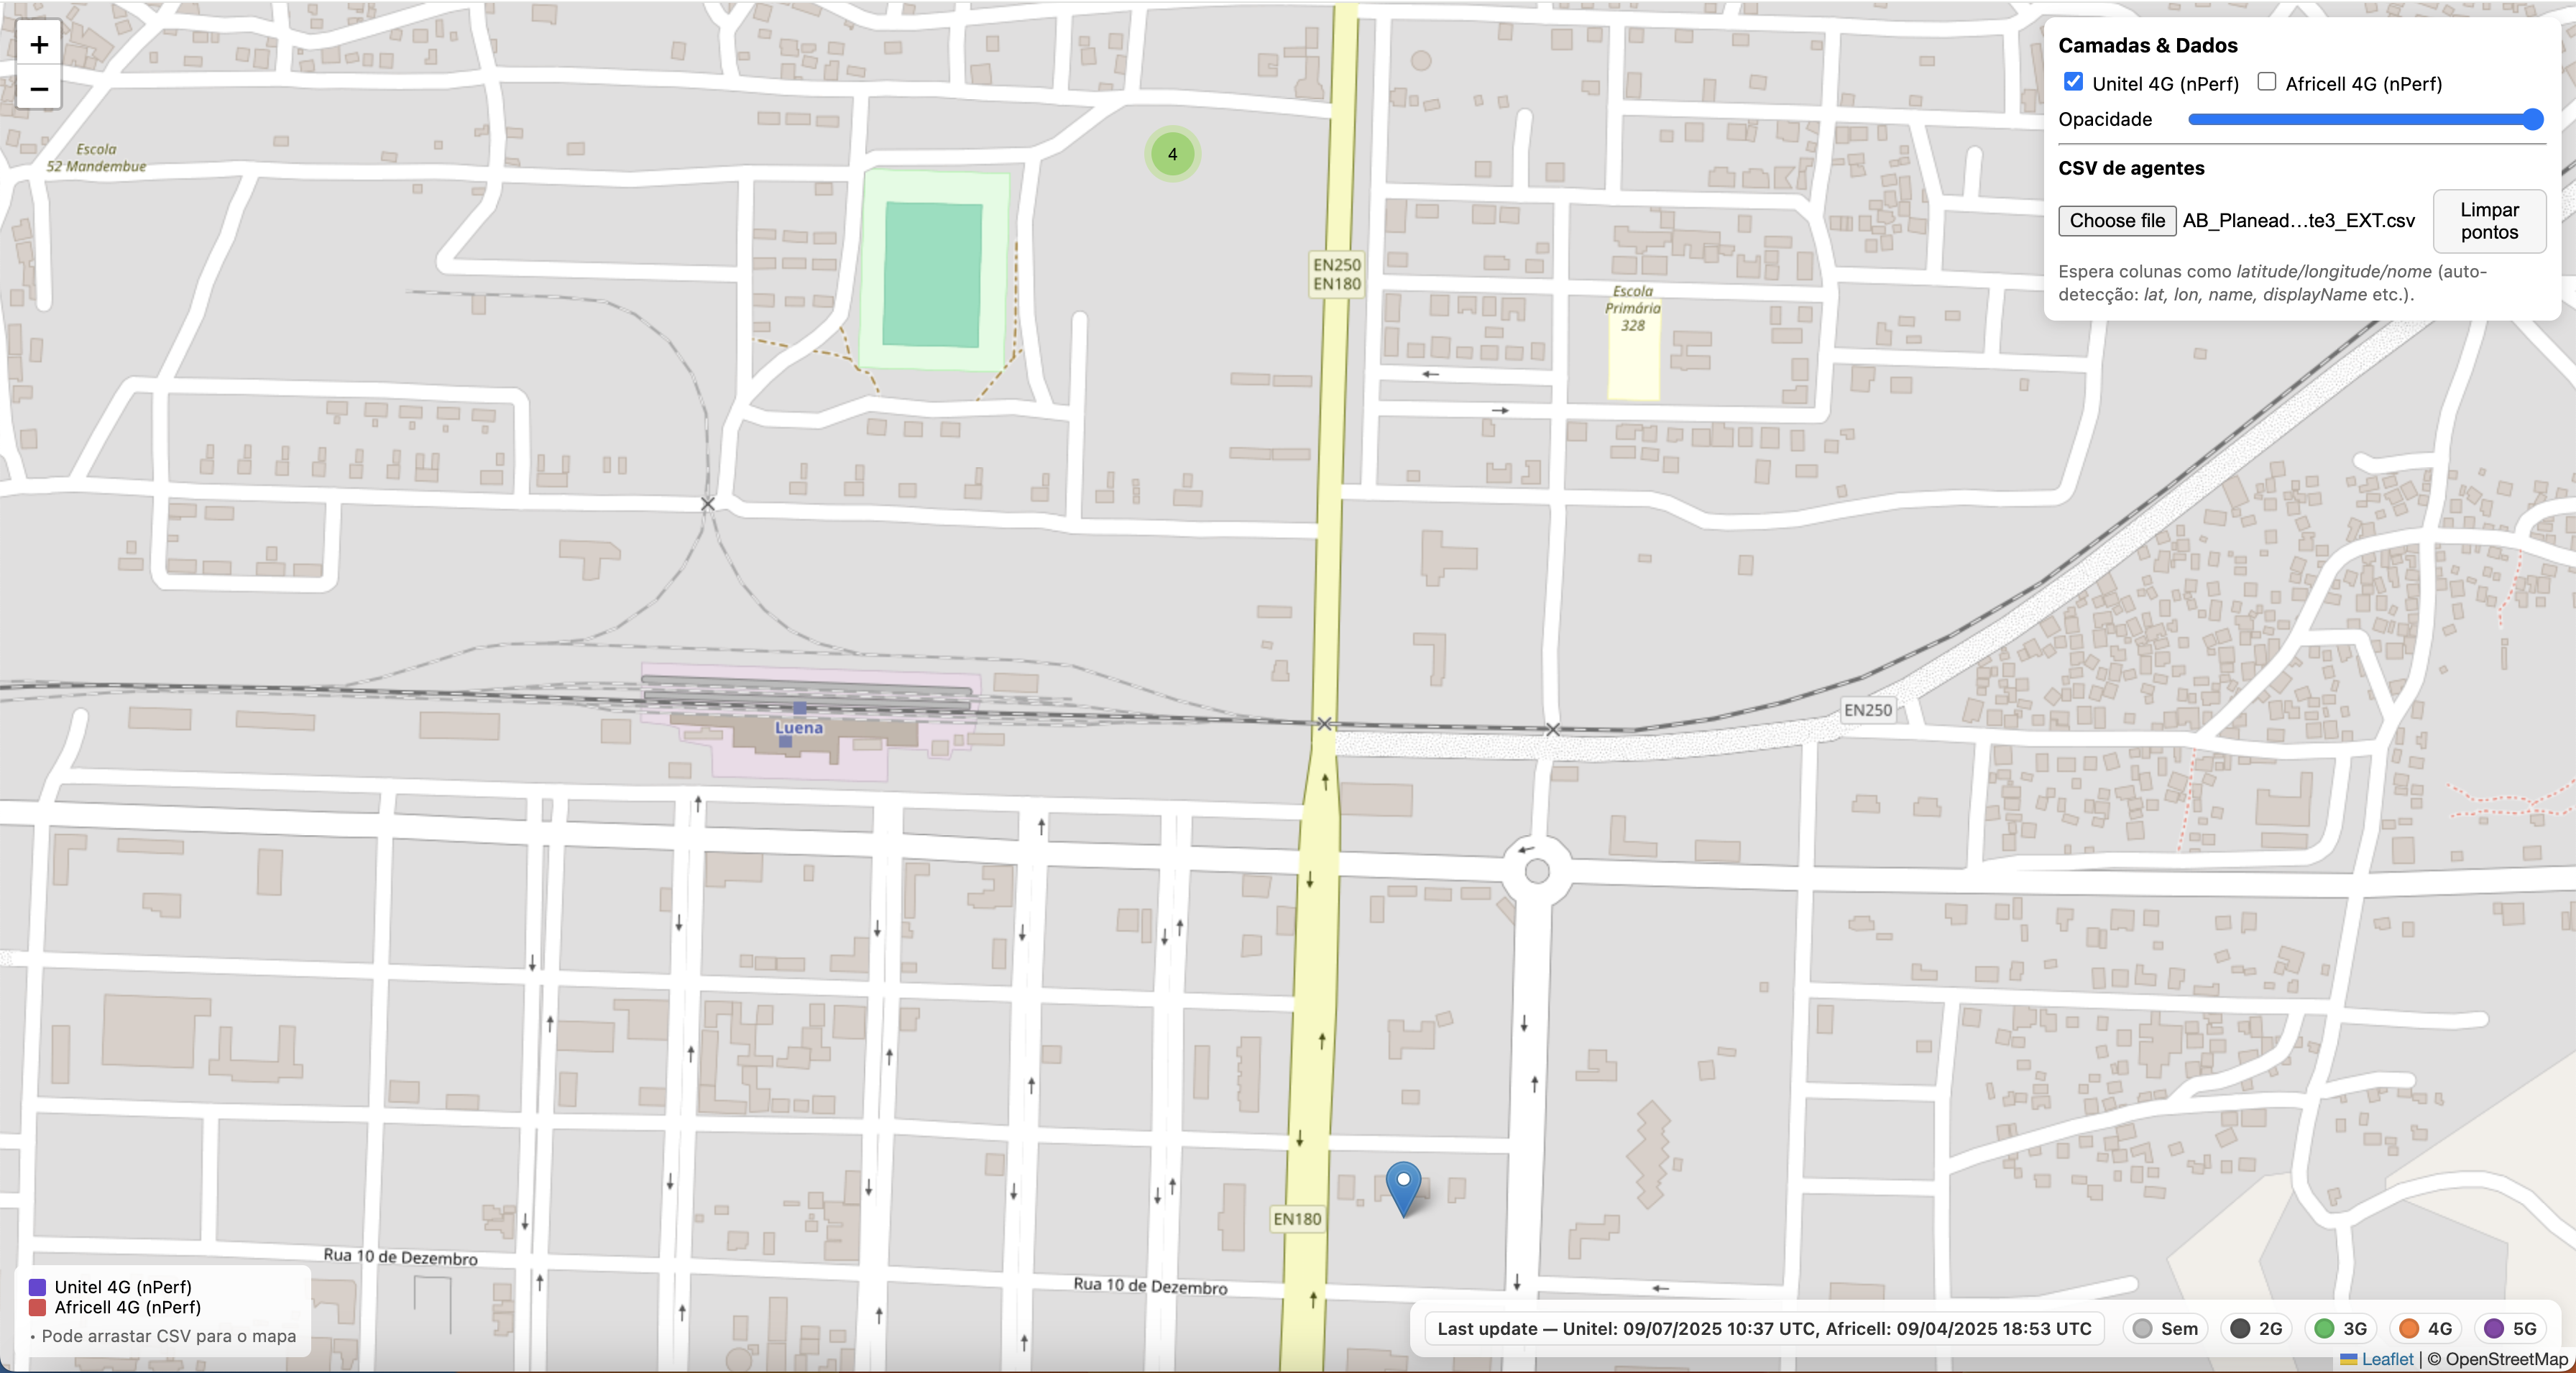 +
−
Escola
52 Mandembue
4
EN250
EN180
Escola
Primária
328
Luena
EN250
EN180
Rua 10 de Dezembro
Rua 10 de Dezembro
Camadas & Dados
Unitel 4G (nPerf)
Africell 4G (nPerf)
Opacidade
CSV de agentes
Choose file
AB_Planead…te3_EXT.csv
Limpar
pontos
Espera colunas como latitude/longitude/nome (auto-
detecção: lat, lon, name, displayName etc.).
Unitel 4G (nPerf)
Africell 4G (nPerf)
• Pode arrastar CSV para o mapa
Last update — Unitel: 09/07/2025 10:37 UTC, Africell: 09/04/2025 18:53 UTC
Sem
2G
3G
4G
5G
Leaflet | © OpenStreetMap